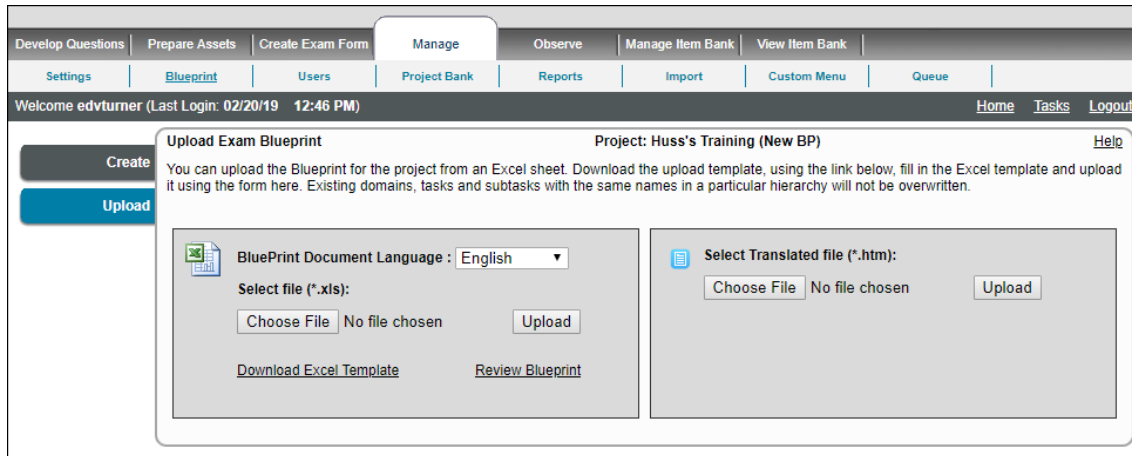 Develop Questions Prepare Assets Create Exam Form Manage Observe Manage Item Bank View Item Bank
Settings Blueprint Users Project Bank Reports Import Custom Menu Queue
Welcome edvturner (Last Login: 02/20/19 12:46 PM) Home Tasks Logout
Create
Upload
Upload Exam Blueprint Project: Huss's Training (New BP) Help
You can upload the Blueprint for the project from an Excel sheet. Download the upload template, using the link below, fill in the Excel template and upload
it using the form here. Existing domains, tasks and subtasks with the same names in a particular hierarchy will not be overwritten.
BluePrint Document Language : English
Select file (*.xls):
Choose File No file chosen Upload
Download Excel Template Review Blueprint
Select Translated file (*.htm):
Choose File No file chosen Upload